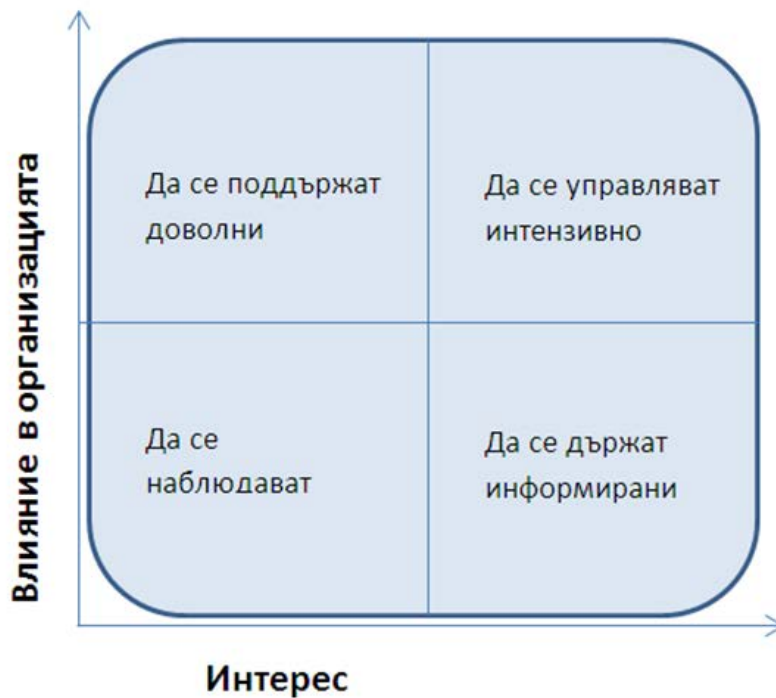 Влияние в организацията
Да се поддържат
доволни
Да се управляват
интензивно
Да се
наблюдават
Да се държат
информирани
Интерес